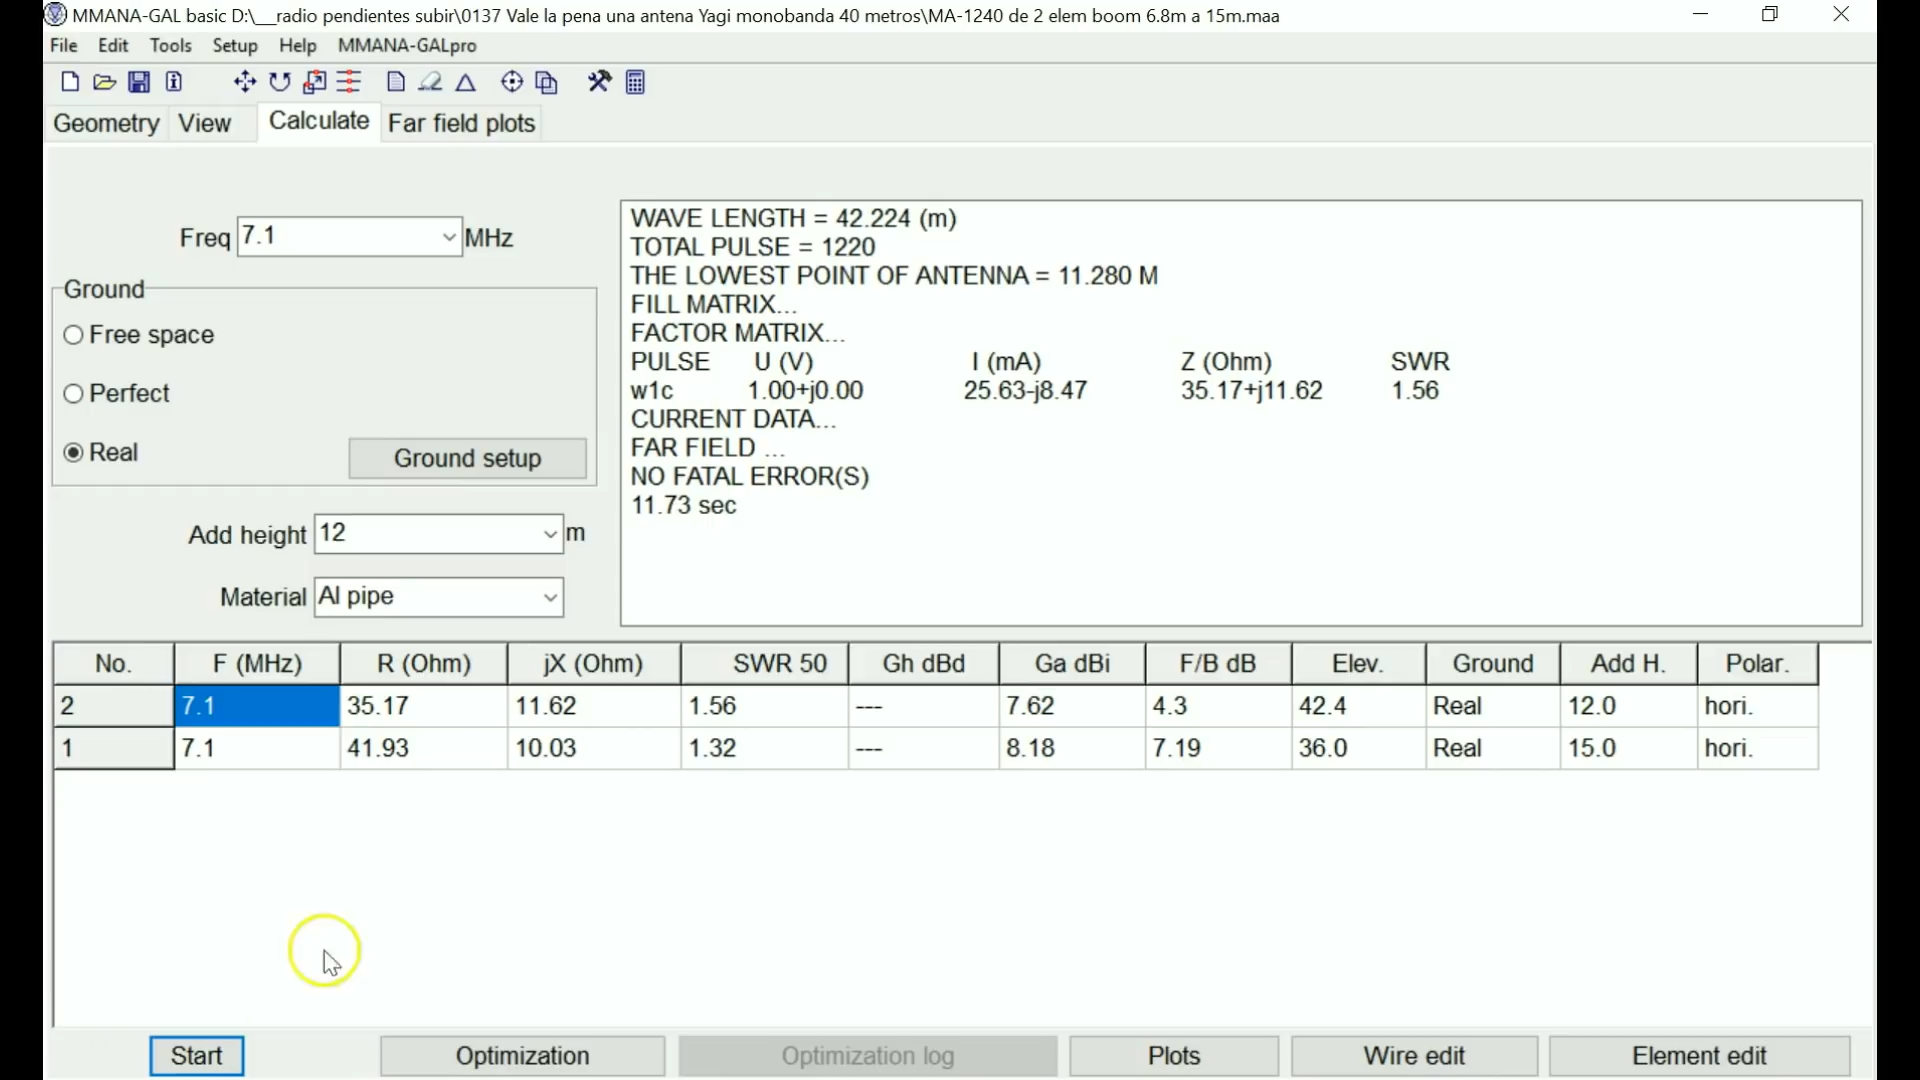 MMANA-GAL basic D:\__radio pendientes subir\0137 Vale la pena una antena Yagi monobanda 40 metros\MA-1240 de 2 elem boom 6.8m a 15m.maa
File Edit Tools Setup Help MMANA-GALpro
Geometry View Calculate Far field plots
Freq 7.1 MHz
Ground
Free space
Perfect
Real Ground setup
Add height 12 m
Material Al pipe
WAVE LENGTH = 42.224 (m)
TOTAL PULSE = 1220
THE LOWEST POINT OF ANTENNA = 11.280 M
FILL MATRIX...
FACTOR MATRIX...
PULSE U (V) I (mA) Z (Ohm) SWR
w1c 1.00+j0.00 25.63-j8.47 35.17+j11.62 1.56
CURRENT DATA...
FAR FIELD ...
NO FATAL ERROR(S)
11.73 sec
No. F (MHz) R (Ohm) jX (Ohm) SWR 50 Gh dBd Ga dBi F/B dB Elev. Ground Add H. Polar.
2 7.1 35.17 11.62 1.56 --- 7.62 4.3 42.4 Real 12.0 hori.
1 7.1 41.93 10.03 1.32 --- 8.18 7.19 36.0 Real 15.0 hori.
Start Optimization Optimization log Plots Wire edit Element edit